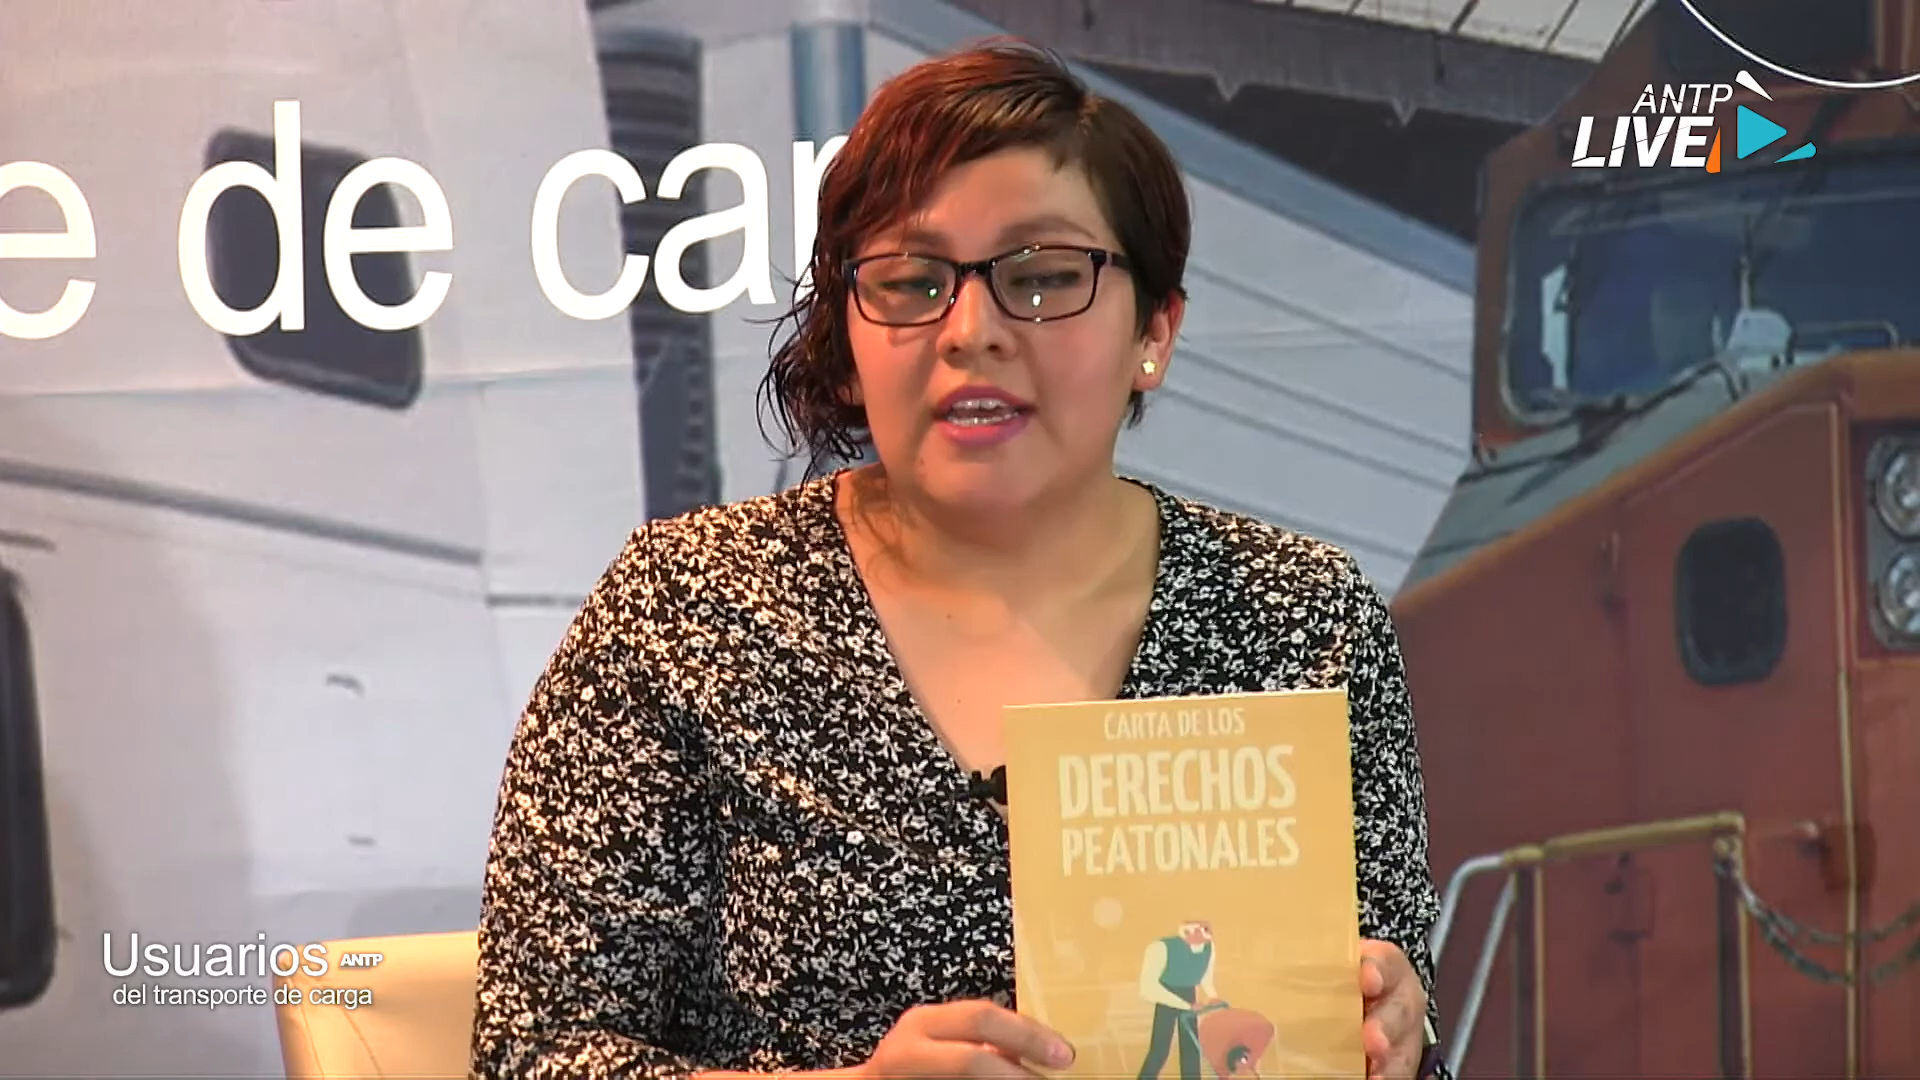 e de car
ANTP
LIVE
CARTA DE LOS
DERECHOS
PEATONALES
Usuarios ANTP
del transporte de carga